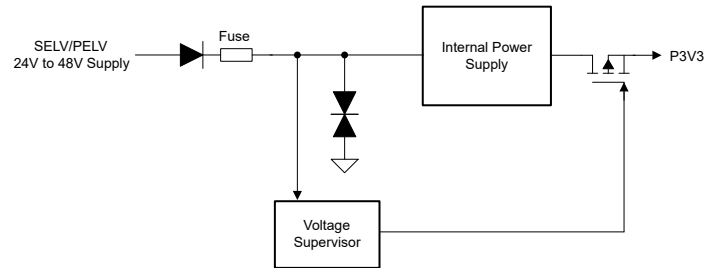 SELV/PELV
24V to 48V Supply
Fuse
Internal Power
Supply
P3V3
Voltage
Supervisor